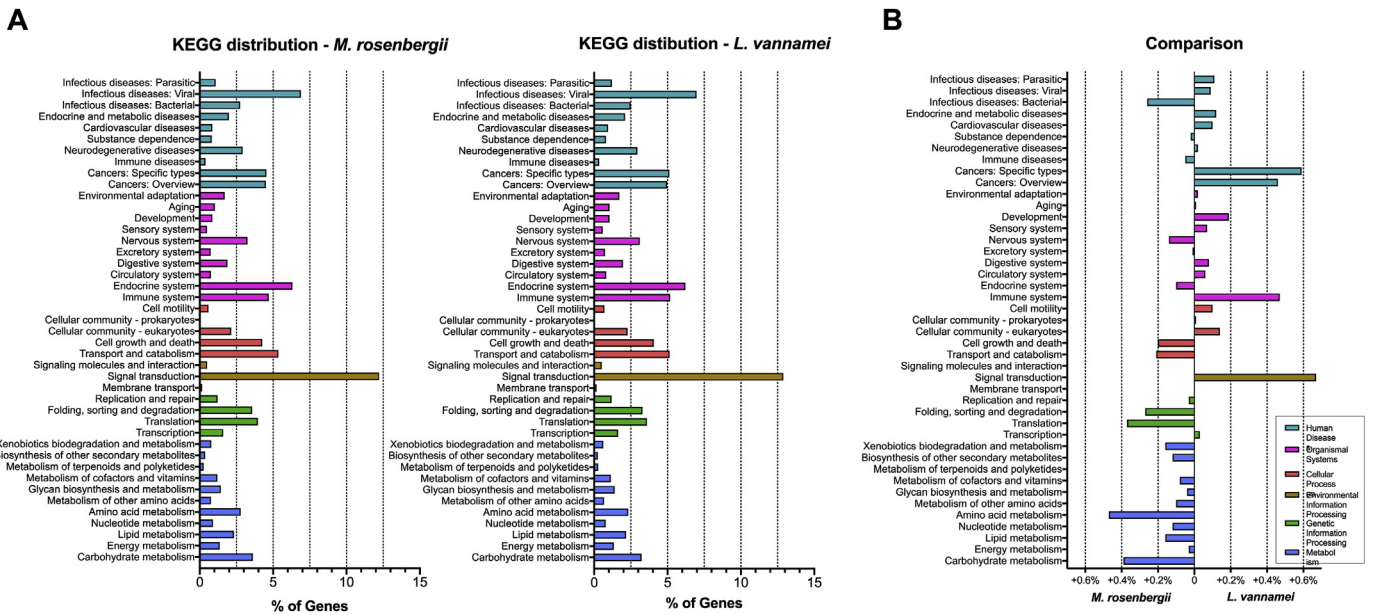 A
KEGG distribution - M. rosenbergii
Infectious diseases: Parasitic
Infectious diseases: Viral
Infectious diseases: Bacterial
Endocrine and metabolic diseases
Cardiovascular diseases
Substance dependence
Neurodegenerative diseases
Immune diseases
Cancers: Specific types
Cancers: Overview
Environmental adaptation
Aging
Development
Sensory system
Nervous system
Excretory system
Digestive system
Circulatory system
Endocrine system
Immune system
Cell motility
Cellular community - prokaryotes
Cellular community - eukaryotes
Cell growth and death
Transport and catabolism
Signaling molecules and interaction
Signal transduction
Membrane transport
Replication and repair
Folding, sorting and degradation
Translation
Transcription
Xenobiotics biodegradation and metabolism
Biosynthesis of other secondary metabolites
Metabolism of terpenoids and polyketides
Metabolism of cofactors and vitamins
Glycan biosynthesis and metabolism
Metabolism of other amino acids
Amino acid metabolism
Nucleotide metabolism
Lipid metabolism
Energy metabolism
Carbohydrate metabolism
0 5 10 15
% of Genes
KEGG distibution - L. vannamei
Infectious diseases: Parasitic
Infectious diseases: Viral
Infectious diseases: Bacterial
Endocrine and metabolic diseases
Cardiovascular diseases
Substance dependence
Neurodegenerative diseases
Immune diseases
Cancers: Specific types
Cancers: Overview
Environmental adaptation
Aging
Development
Sensory system
Nervous system
Excretory system
Digestive system
Circulatory system
Endocrine system
Immune system
Cell motility
Cellular community - prokaryotes
Cellular community - eukaryotes
Cell growth and death
Transport and catabolism
Signaling molecules and interaction
Signal transduction
Membrane transport
Replication and repair
Folding, sorting and degradation
Translation
Transcription
Xenobiotics biodegradation and metabolism
Biosynthesis of other secondary metabolites
Metabolism of terpenoids and polyketides
Metabolism of cofactors and vitamins
Glycan biosynthesis and metabolism
Metabolism of other amino acids
Amino acid metabolism
Nucleotide metabolism
Lipid metabolism
Energy metabolism
Carbohydrate metabolism
0 5 10 15
% of Genes
B
Comparison
Infectious diseases: Parasitic
Infectious diseases: Viral
Infectious diseases: Bacterial
Endocrine and metabolic diseases
Cardiovascular diseases
Substance dependence
Neurodegenerative diseases
Immune diseases
Cancers: Specific types
Cancers: Overview
Environmental adaptation
Aging
Development
Sensory system
Nervous system
Excretory system
Digestive system
Circulatory system
Endocrine system
Immune system
Cell motility
Cellular community - prokaryotes
Cellular community - eukaryotes
Cell growth and death
Transport and catabolism
Signaling molecules and interaction
Signal transduction
Membrane transport
Replication and repair
Folding, sorting and degradation
Translation
Transcription
Xenobiotics biodegradation and metabolism
Biosynthesis of other secondary metabolites
Metabolism of terpenoids and polyketides
Metabolism of cofactors and vitamins
Glycan biosynthesis and metabolism
Metabolism of other amino acids
Amino acid metabolism
Nucleotide metabolism
Lipid metabolism
Energy metabolism
Carbohydrate metabolism
+0.6% +0.4% +0.2% 0 +0.2% +0.4% +0.6%
M. rosenbergii L. vannamei
Human
Disease
Organismal
Systems
Cellular
Process
Environmental
Information
Processing
Genetic
Information
Processing
Metabol
ism